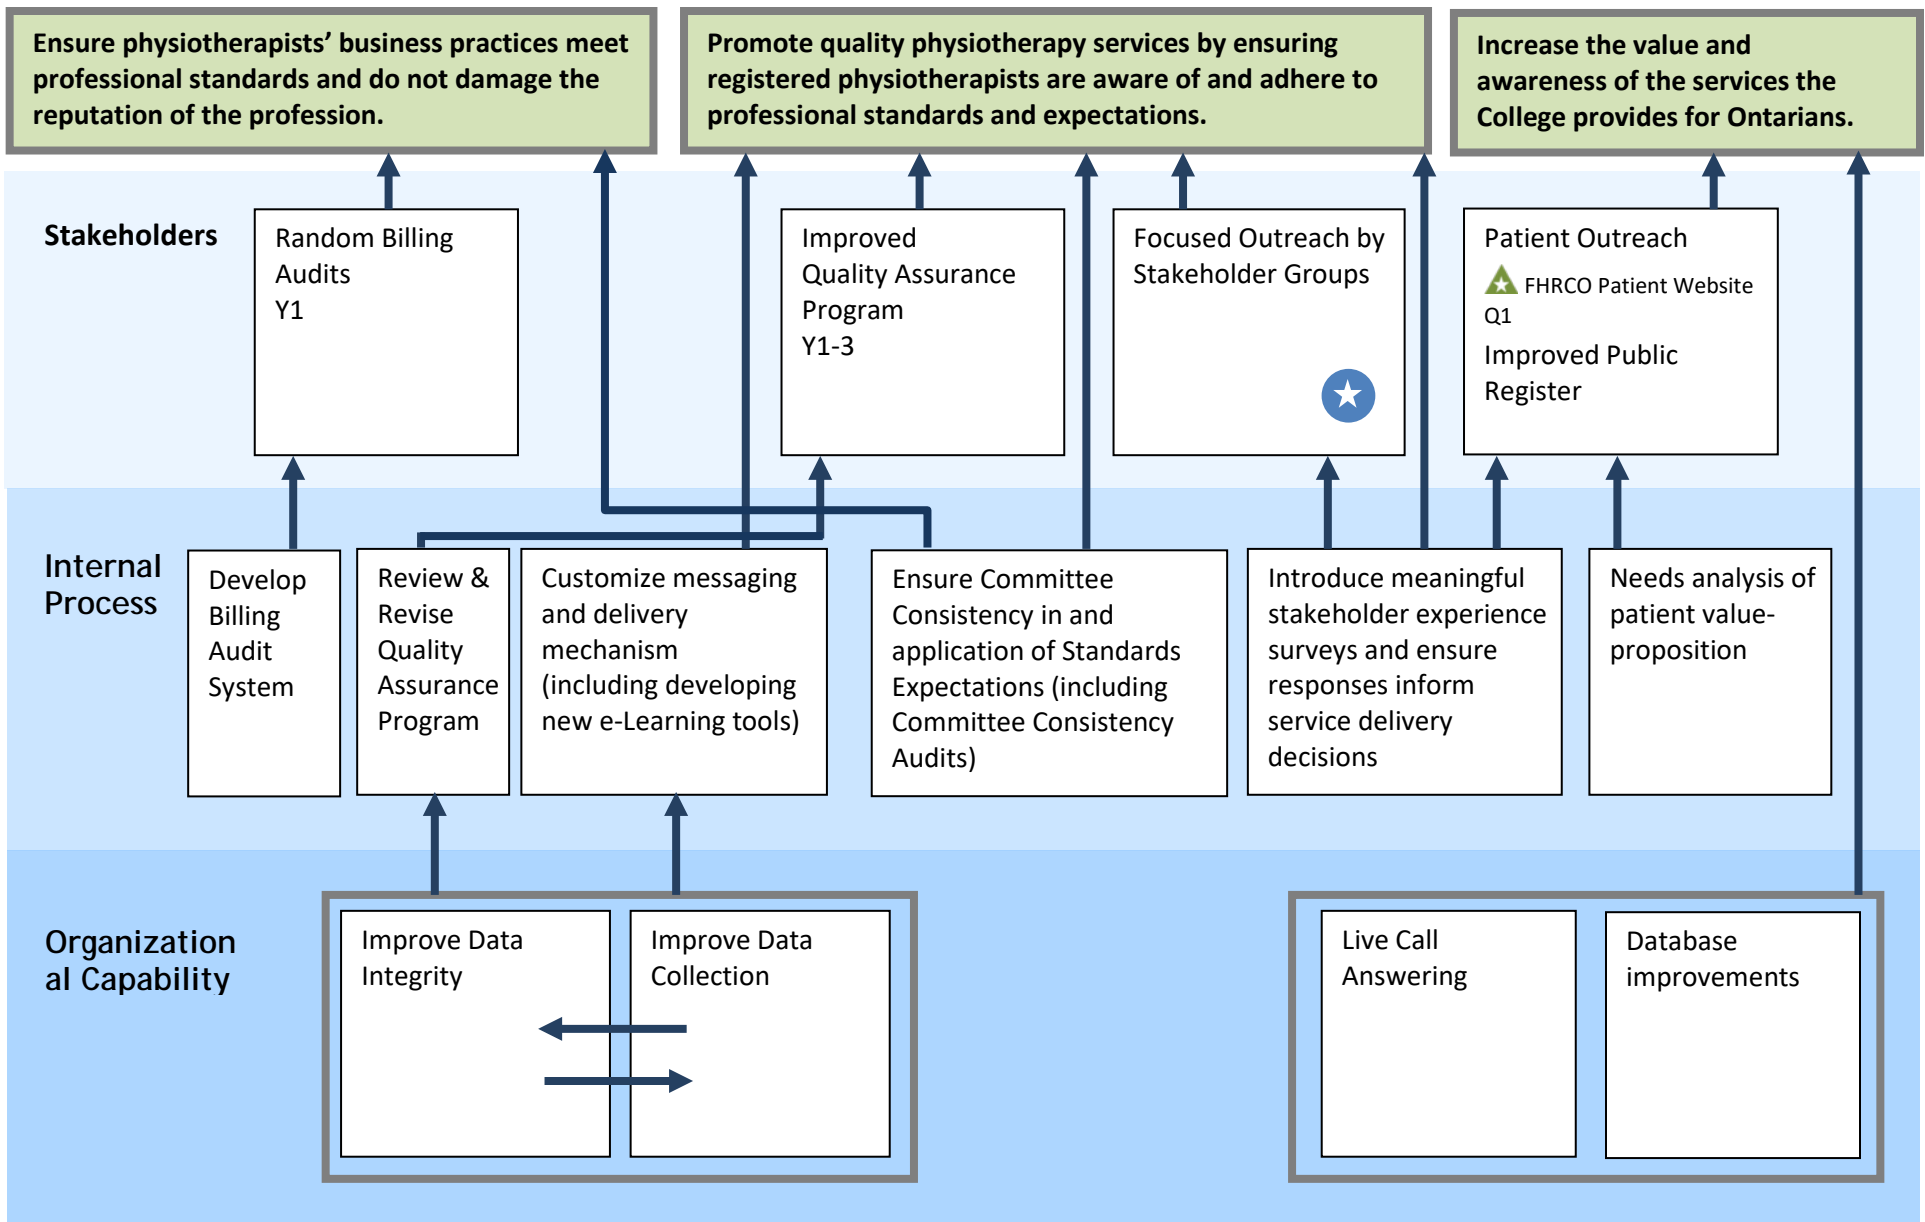 Ensure physiotherapists’ business practices meet
professional standards and do not damage the
reputation of the profession.
Promote quality physiotherapy services by ensuring
registered physiotherapists are aware of and adhere to
professional standards and expectations.
Increase the value and
awareness of the services the
College provides for Ontarians.
Stakeholders
Random Billing
Audits
Y1
Improved
Quality Assurance
Program
Y1-3
Focused Outreach by
Stakeholder Groups
Patient Outreach
FHRCO Patient Website
Q1
Improved Public
Register
Internal
Process
Develop
Billing
Audit
System
Review &
Revise
Quality
Assurance
Program
Customize messaging
and delivery
mechanism
(including developing
new e-Learning tools)
Ensure Committee
Consistency in and
application of Standards
Expectations (including
Committee Consistency
Audits)
Introduce meaningful
stakeholder experience
surveys and ensure
responses inform
service delivery
decisions
Needs analysis of
patient value-
proposition
Organization
al Capability
Improve Data
Integrity
Improve Data
Collection
Live Call
Answering
Database
improvements